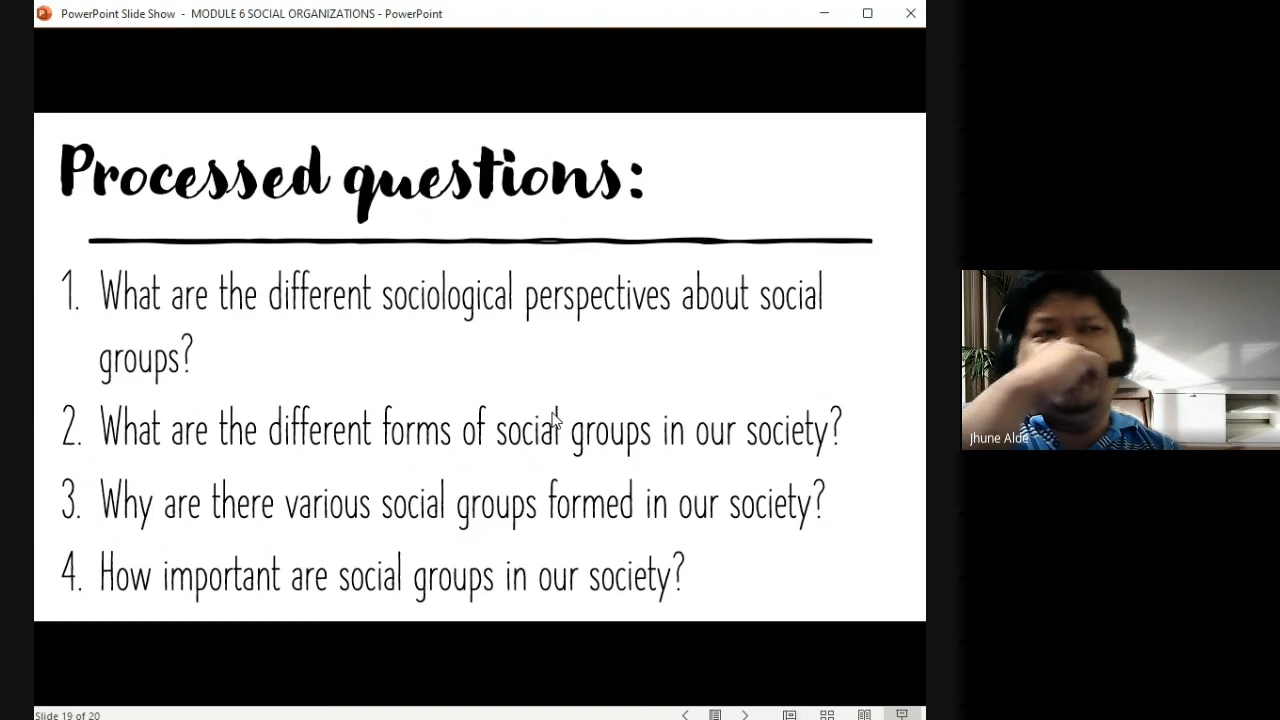 PowerPoint Slide Show - MODULE 6 SOCIAL ORGANIZATIONS - PowerPoint
Processed questions:
1. What are the different sociological perspectives about social
groups?
2. What are the different forms of social groups in our society?
3. Why are there various social groups formed in our society?
4. How important are social groups in our society?
Jhune Alde
Slide 19 of 20